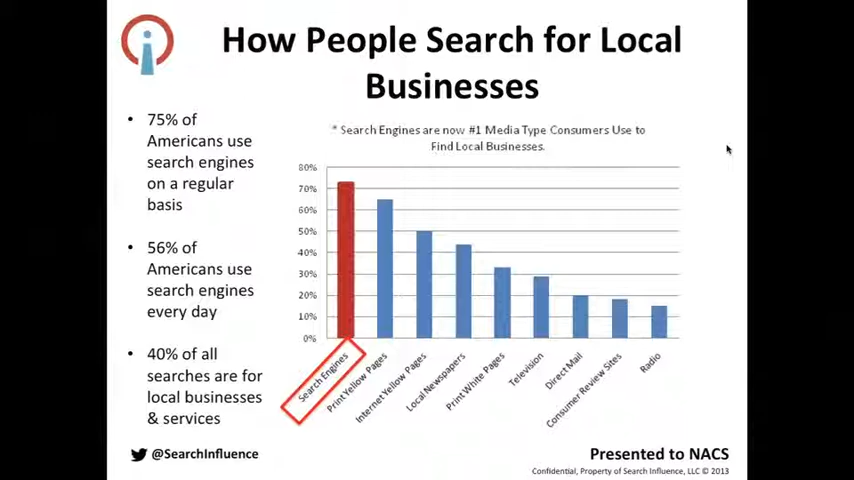 How People Search for Local
Businesses
• 75% of
Americans use
search engines
on a regular
basis
• 56% of
Americans use
search engines
every day
• 40% of all
searches are for
local businesses
& services
* Search Engines are now #1 Media Type Consumers Use to
Find Local Businesses.
80%
70%
60%
50%
40%
30%
20%
10%
0%
Search Engines
Print Yellow Pages
Internet Yellow Pages
Local Newspapers
Print White Pages
Television
Direct Mail
Consumer Review Sites
Radio
@SearchInfluence
Presented to NACS
Confidential, Property of Search Influence, LLC © 2013